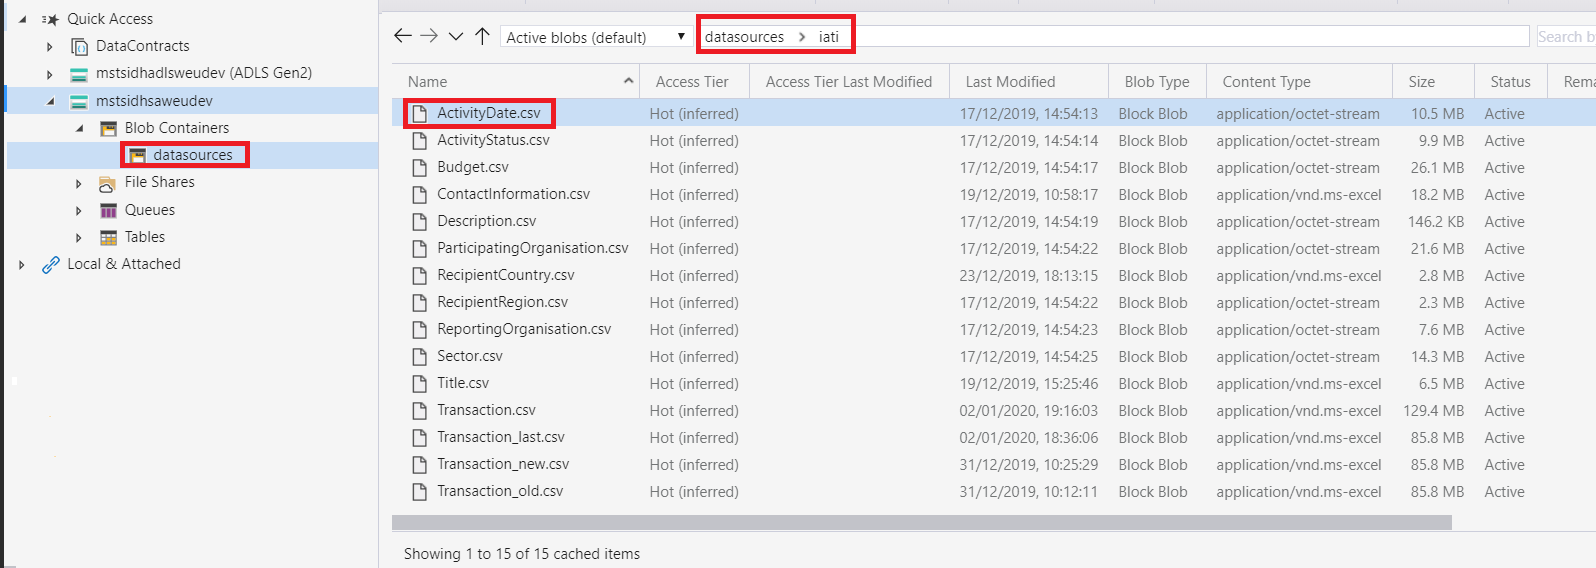 Quick Access
DataContracts
mstsidhadlsweudev (ADLS Gen2)
mstsidhsaweudev
Blob Containers
datasources
File Shares
Queues
Tables
Local & Attached
Active blobs (default)
datasources > iati
Search by
Name Access Tier Access Tier Last Modified Last Modified Blob Type Content Type Size Status Rema
ActivityDate.csv Hot (inferred) 17/12/2019, 14:54:13 Block Blob application/octet-stream 10.5 MB Active
ActivityStatus.csv Hot (inferred) 17/12/2019, 14:54:14 Block Blob application/octet-stream 9.9 MB Active
Budget.csv Hot (inferred) 17/12/2019, 14:54:17 Block Blob application/octet-stream 26.1 MB Active
ContactInformation.csv Hot (inferred) 19/12/2019, 10:58:17 Block Blob application/vnd.ms-excel 18.2 MB Active
Description.csv Hot (inferred) 17/12/2019, 14:54:19 Block Blob application/octet-stream 146.2 KB Active
ParticipatingOrganisation.csv Hot (inferred) 17/12/2019, 14:54:22 Block Blob application/octet-stream 21.6 MB Active
RecipientCountry.csv Hot (inferred) 23/12/2019, 18:13:15 Block Blob application/vnd.ms-excel 2.8 MB Active
RecipientRegion.csv Hot (inferred) 17/12/2019, 14:54:22 Block Blob application/octet-stream 2.3 MB Active
ReportingOrganisation.csv Hot (inferred) 17/12/2019, 14:54:23 Block Blob application/octet-stream 7.6 MB Active
Sector.csv Hot (inferred) 17/12/2019, 14:54:25 Block Blob application/octet-stream 14.3 MB Active
Title.csv Hot (inferred) 19/12/2019, 15:25:46 Block Blob application/vnd.ms-excel 6.5 MB Active
Transaction.csv Hot (inferred) 02/01/2020, 19:16:03 Block Blob application/vnd.ms-excel 129.4 MB Active
Transaction_last.csv Hot (inferred) 02/01/2020, 18:36:06 Block Blob application/vnd.ms-excel 85.8 MB Active
Transaction_new.csv Hot (inferred) 31/12/2019, 10:25:29 Block Blob application/vnd.ms-excel 85.8 MB Active
Transaction_old.csv Hot (inferred) 31/12/2019, 10:12:11 Block Blob application/vnd.ms-excel 85.8 MB Active
Showing 1 to 15 of 15 cached items